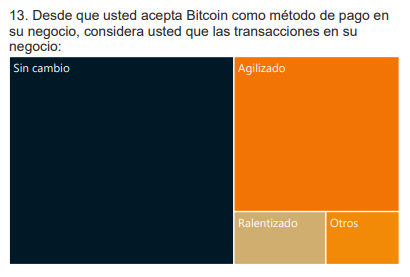 13. Desde que usted acepta Bitcoin como método de pago en
su negocio, considera usted que las transacciones en su
negocio:
Sin cambio
Agilizado
Ralentizado
Otros